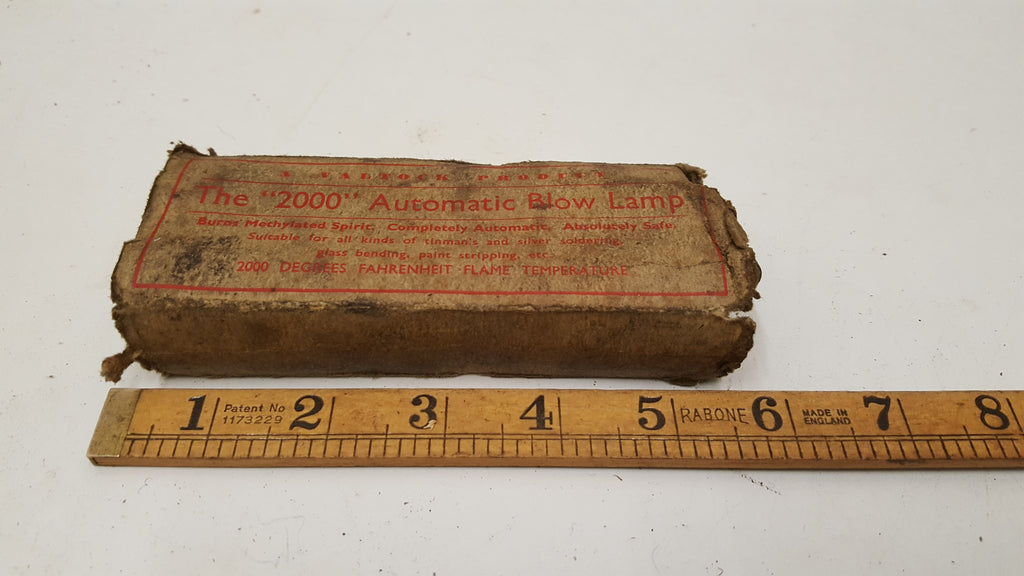 A TABTOCK PRODUCT
The "2000" Automatic Blow Lamp
Burns Methylated Spirit. Completely Automatic. Absolutely Safe.
Suitable for all kinds of tinman's and silver soldering,
glass bending, paint stripping, etc.
2000 DEGREES FAHRENHEIT FLAME TEMPERATURE
1 Patent No 1173229 2 3 4 5 RABONE 6 MADE IN ENGLAND 7 8